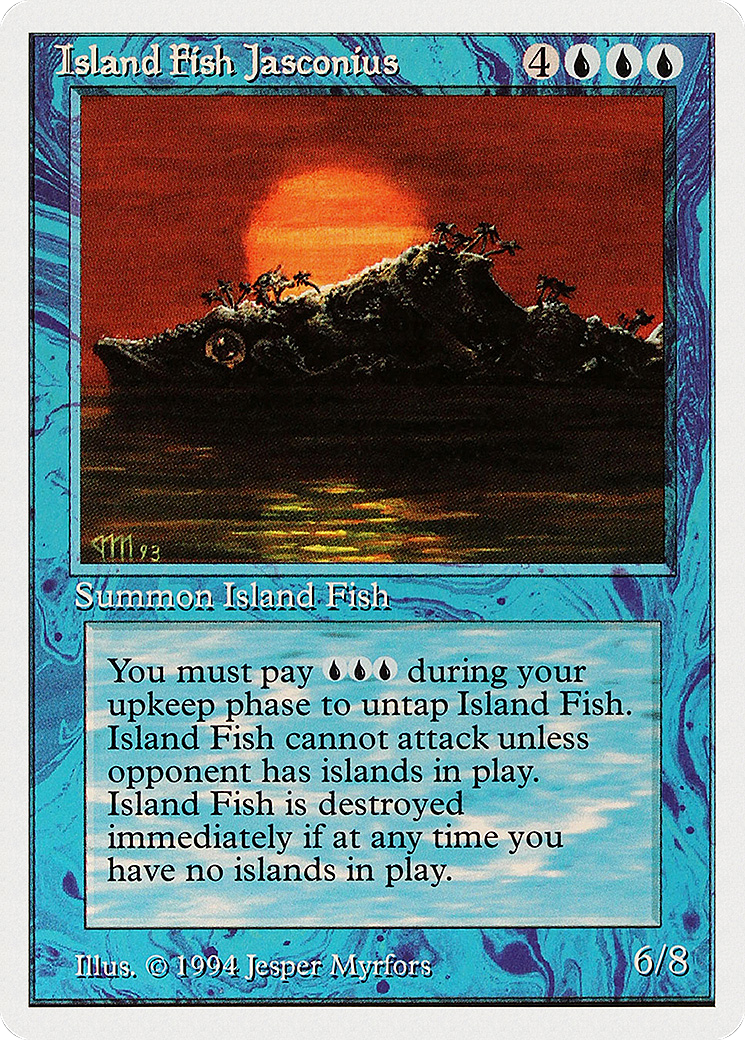 Island Fish Jasconius 4
JM 93
Summon Island Fish
You must pay during your
upkeep phase to untap Island Fish.
Island Fish cannot attack unless
opponent has islands in play.
Island Fish is destroyed
immediately if at any time you
have no islands in play.
Illus. © 1994 Jesper Myrfors 6/8